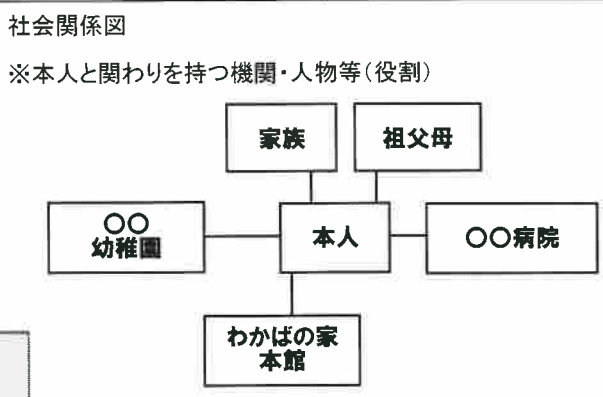 社会関係図
※本人と関わりを持つ機関・人物等(役割)
家族
祖父母
〇〇
幼稚園
本人
〇〇病院
わかばの家
本館